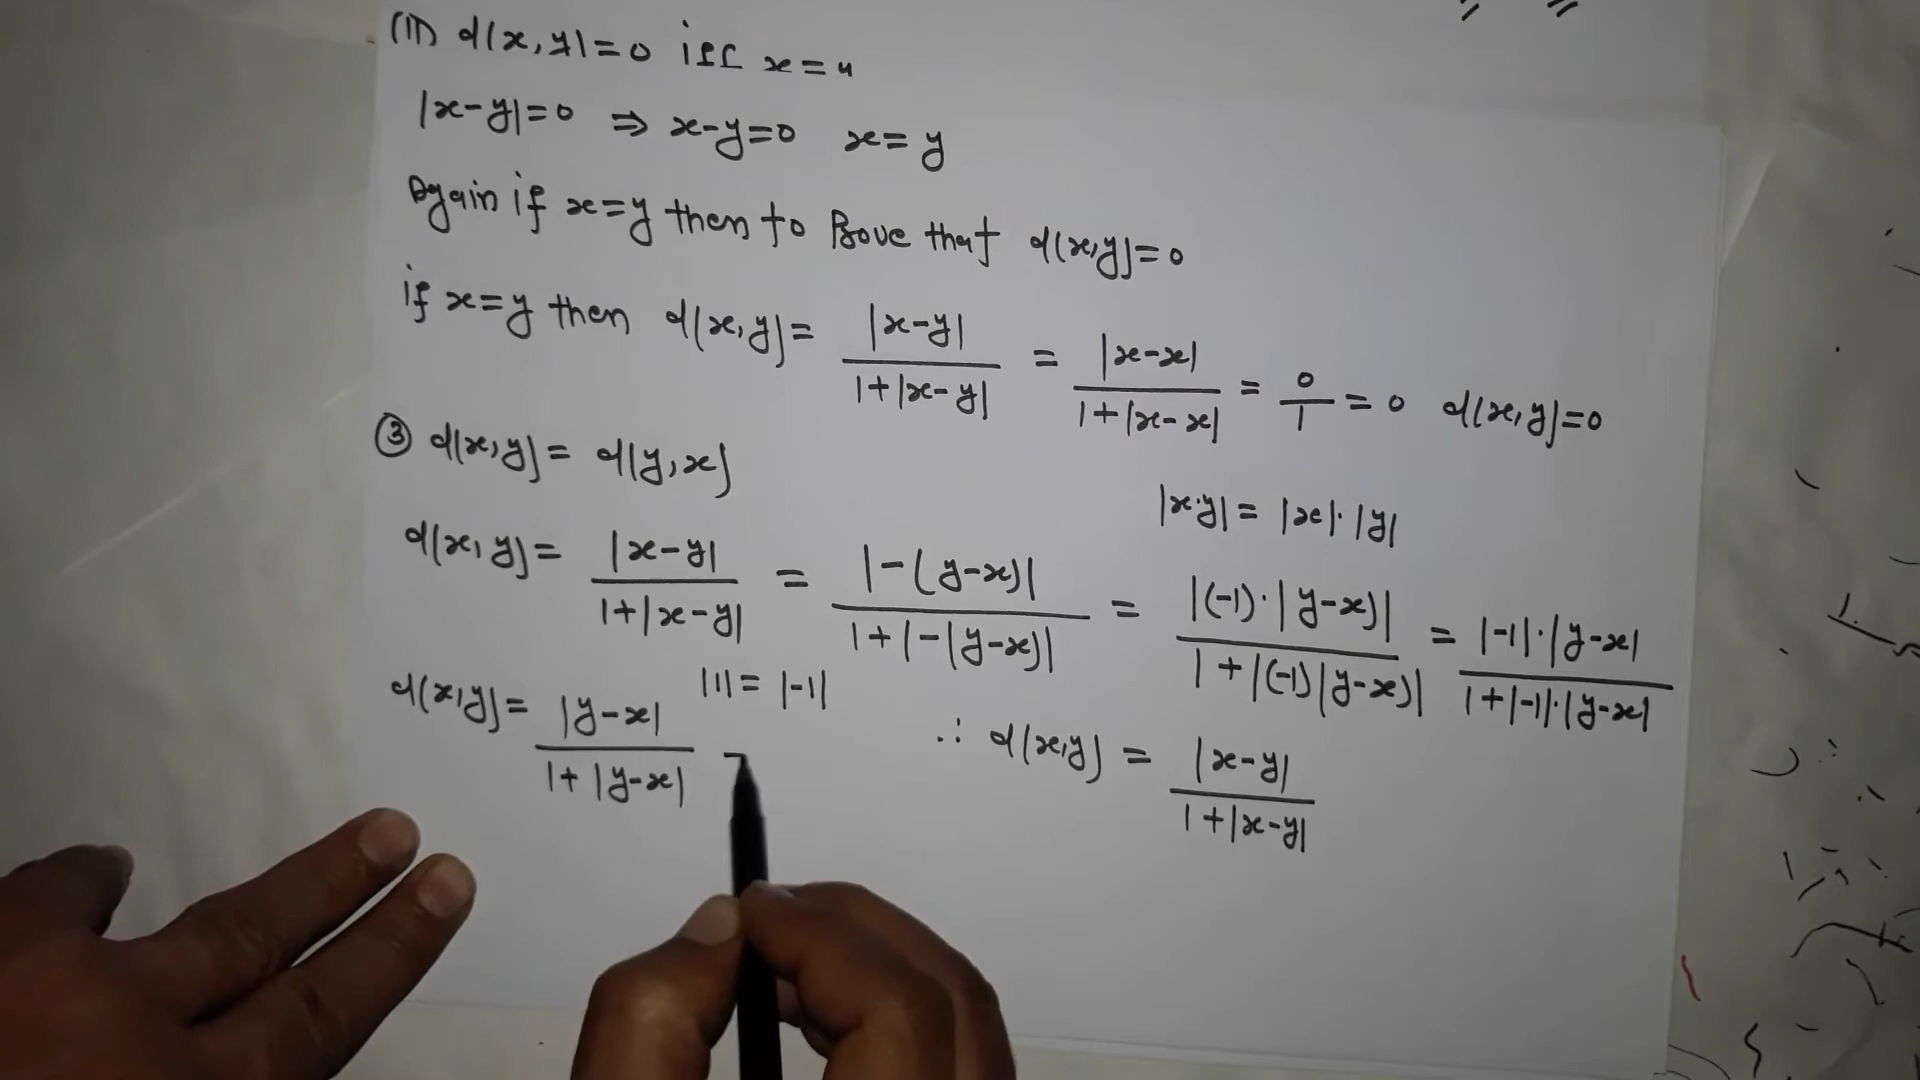 (II) d(x,y)=0 iff x=y
|x-y|=0 ⇒ x-y=0 x=y
Again if x=y then to Prove that d(x,y)=0
if x=y then d(x,y)= |x-y| / 1+|x-y| = |x-x| / 1+|x-x| = 0/1 = 0 d(x,y)=0
③ d(x,y)= d(y,x)
|x·y|= |x|·|y|
d(x,y)= |x-y| / 1+|x-y| = |-(y-x)| / 1+|-(y-x)| = |(-1)·(y-x)| / 1+|(-1)(y-x)| = |-1|·|y-x| / 1+|-1|·|y-x|
|1|= |-1|
d(x,y)= |y-x| / 1+|y-x| -
∴ d(x,y) = |x-y| / 1+|x-y|